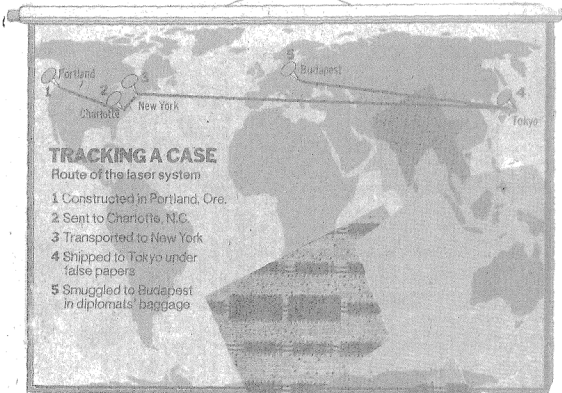 5
Budapest
Portland
1
2
3
4
Charlotte
New York
Tokyo
TRACKING A CASE
Route of the laser system
1 Constructed in Portland, Ore.
2 Sent to Charlotte, N.C.
3 Transported to New York
4 Shipped to Tokyo under
false papers
5 Smuggled to Budapest
in diplomats' baggage